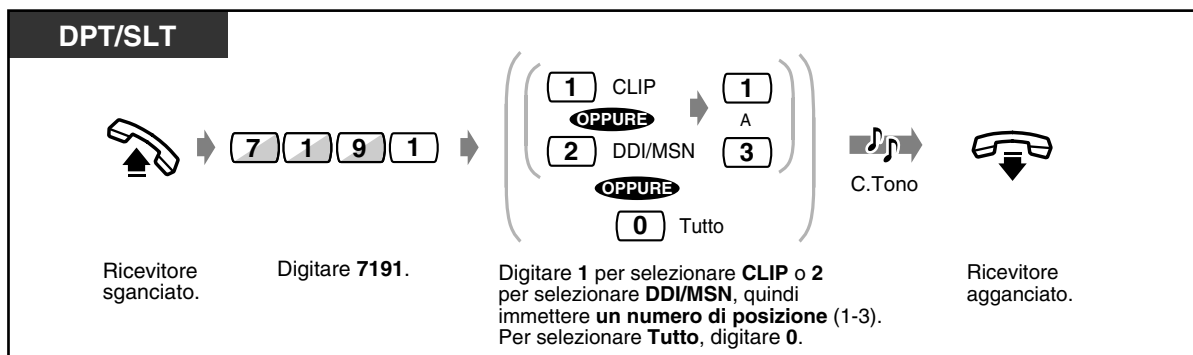 DPT/SLT
1 CLIP 1
OPPURE A
2 DDI/MSN 3
OPPURE
0 Tutto
7 1 9 1
C.Tono
Ricevitore
sganciato.
Digitare 7191.
Digitare 1 per selezionare CLIP o 2
per selezionare DDI/MSN, quindi
immettere un numero di posizione (1-3).
Per selezionare Tutto, digitare 0.
Ricevitore
agganciato.